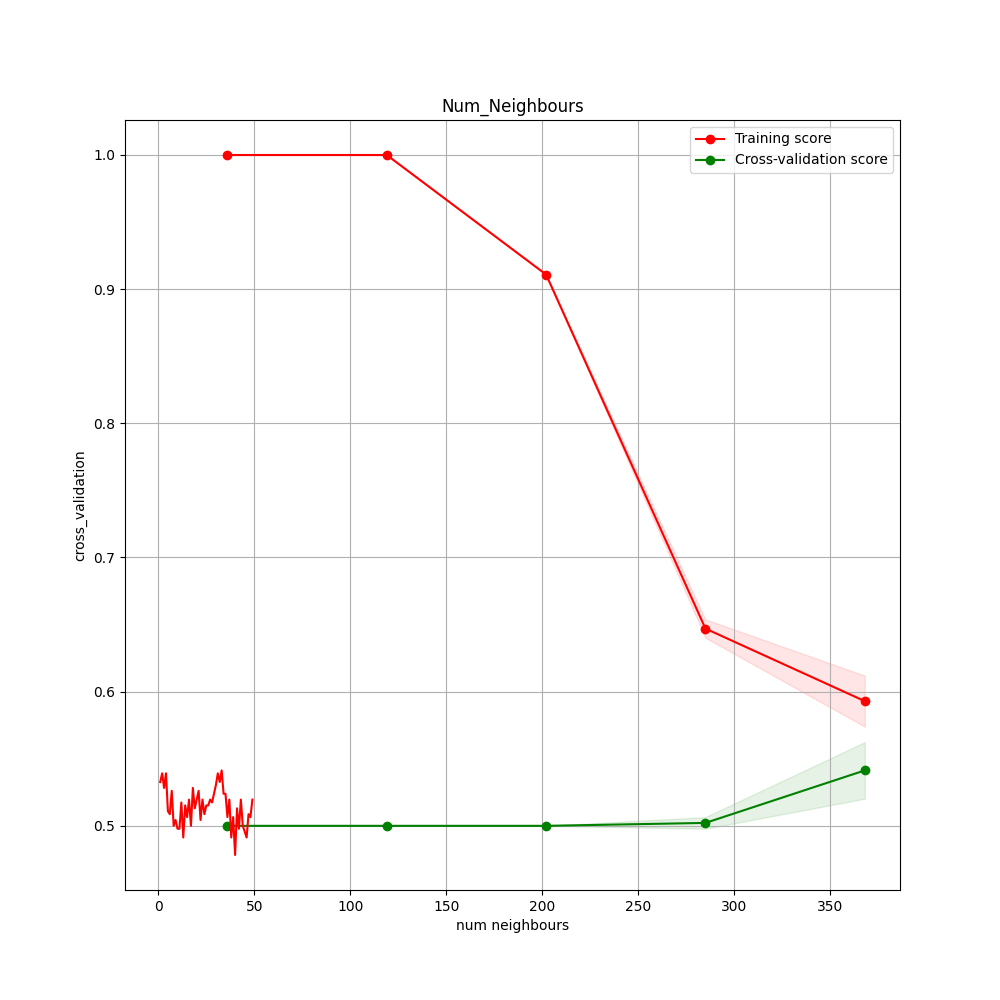 Num_Neighbours
Training score
Cross-validation score
1.0
0.9
0.8
0.7
0.6
0.5
cross_validation
0 50 100 150 200 250 300 350
num neighbours